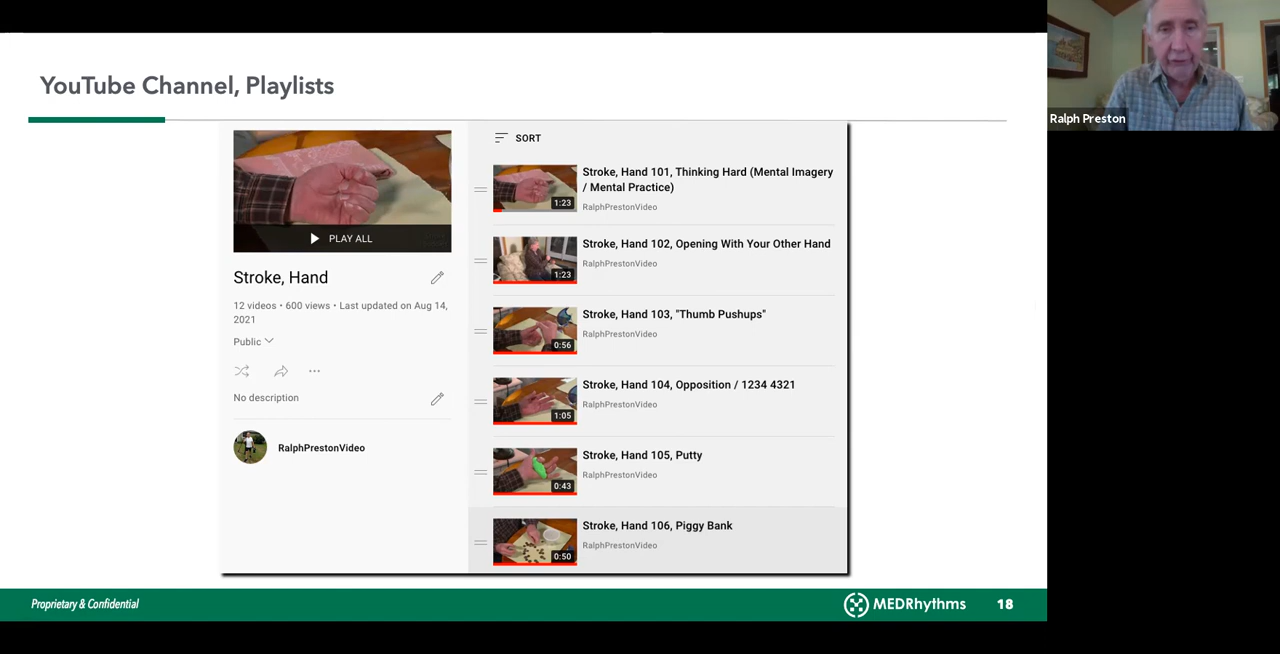 YouTube Channel, Playlists
Ralph Preston
PLAY ALL
Stroke, Hand
12 videos • 600 views • Last updated on Aug 14,
2021
Public
No description
RalphPrestonVideo
SORT
Stroke, Hand 101, Thinking Hard (Mental Imagery
/ Mental Practice)
RalphPrestonVideo
1:23
Stroke, Hand 102, Opening With Your Other Hand
RalphPrestonVideo
1:23
Stroke, Hand 103, "Thumb Pushups"
RalphPrestonVideo
0:56
Stroke, Hand 104, Opposition / 1234 4321
RalphPrestonVideo
1:05
Stroke, Hand 105, Putty
RalphPrestonVideo
0:43
Stroke, Hand 106, Piggy Bank
RalphPrestonVideo
0:50
Proprietary & Confidential
MEDRhythms
18